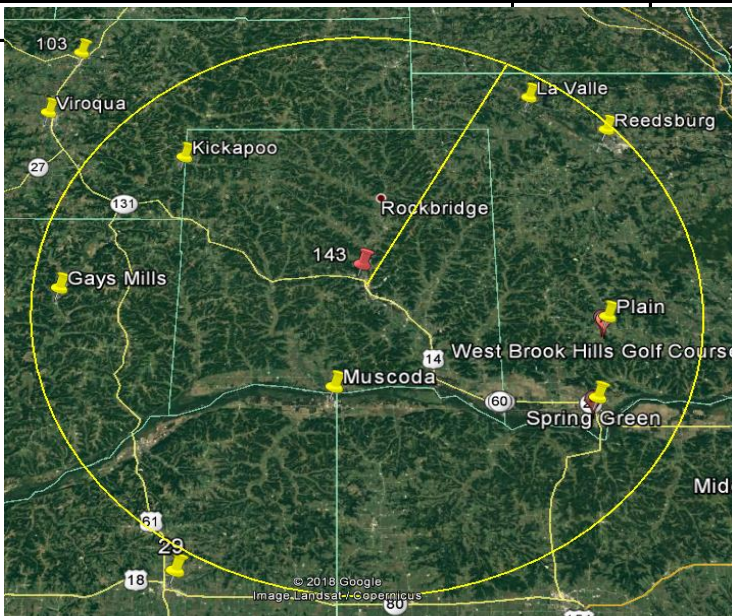 103
La Valle
Viroqua
Reedsburg
Kickapoo
27
131
Rockbridge
143
Gays Mills
Plain
14
West Brook Hills Golf Course
Muscoda
60
Spring Green
Mid
61
29
18
© 2018 Google
Image Landsat / Copernicus
80